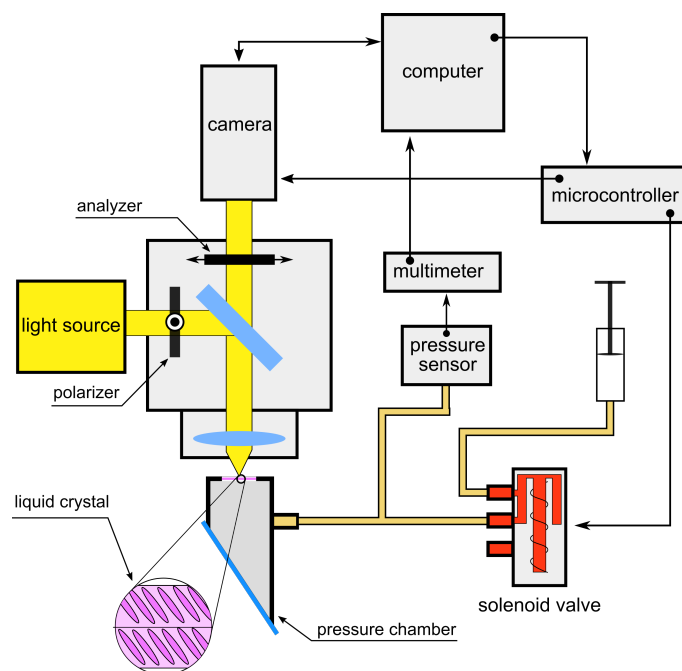 computer
camera
microcontroller
analyzer
multimeter
light source
pressure
sensor
polarizer
liquid crystal
solenoid valve
pressure chamber